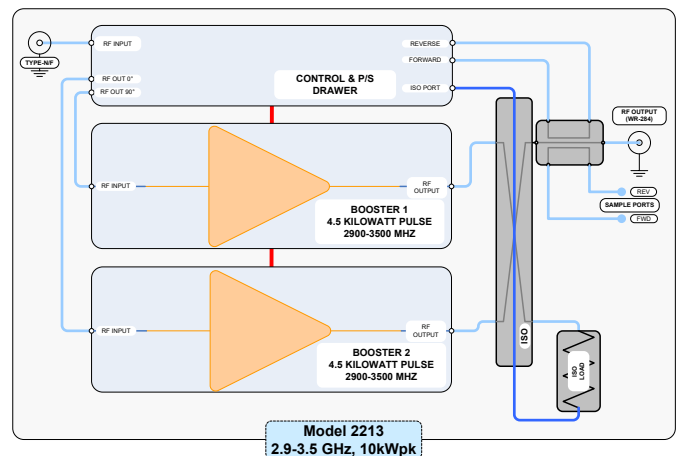 RF INPUT
TYPE-N/F
RF OUT 0°
RF OUT 90°
REVERSE
FORWARD
ISO PORT
CONTROL & P/S
DRAWER
RF OUTPUT
(WR-284)
RF INPUT
RF
OUTPUT
BOOSTER 1
4.5 KILOWATT PULSE
2900-3500 MHZ
REV
SAMPLE PORTS
FWD
RF INPUT
RF
OUTPUT
BOOSTER 2
4.5 KILOWATT PULSE
2900-3500 MHZ
ISO
ISO
LOAD
Model 2213
2.9-3.5 GHz, 10kWpk